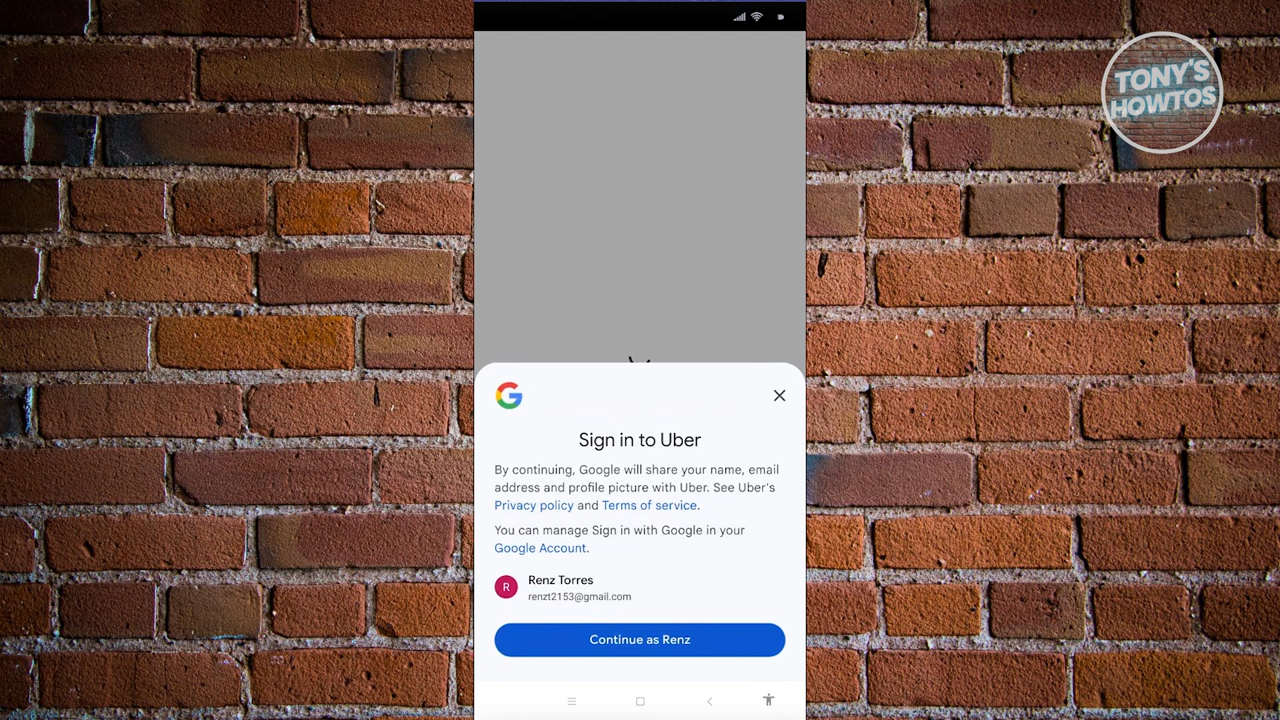 TONY'S
HOWTOS
G
Sign in to Uber
By continuing, Google will share your name, email
address and profile picture with Uber. See Uber's
Privacy policy and Terms of service.
You can manage Sign in with Google in your
Google Account.
R
Renz Torres
renzt2153@gmail.com
Continue as Renz